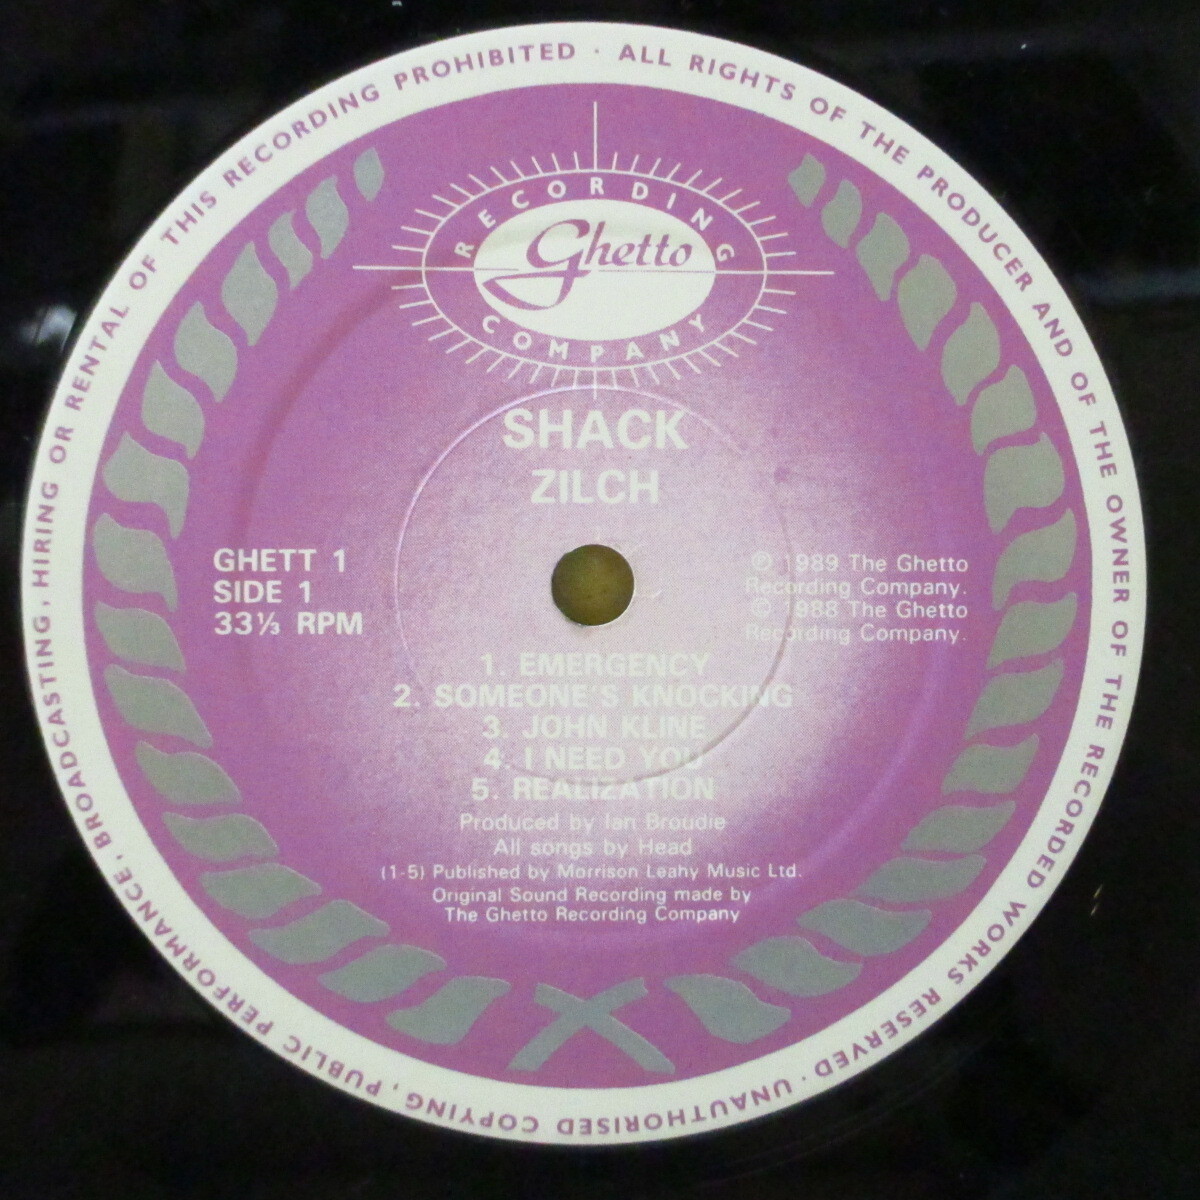 ALL RIGHTS OF THE PRODUCER AND OF THE OWNER OF THE RECORDED WORKS RESERVED · UNAUTHORISED COPYING, PUBLIC PERFORMANCE, BROADCASTING, HIRING OR RENTAL OF THIS RECORDING PROHIBITED ·
RECORDING
Ghetto
COMPANY
SHACK
ZILCH
GHETT 1
SIDE 1
33⅓ RPM
℗ 1989 The Ghetto
Recording Company.
© 1988 The Ghetto
Recording Company.
1. EMERGENCY
2. SOMEONE'S KNOCKING
3. JOHN KLINE
4. I NEED YOU
5. REALIZATION
Produced by Ian Broudie
All songs by Head
(1-5) Published by Morrison Leahy Music Ltd.
Original Sound Recording made by
The Ghetto Recording Company